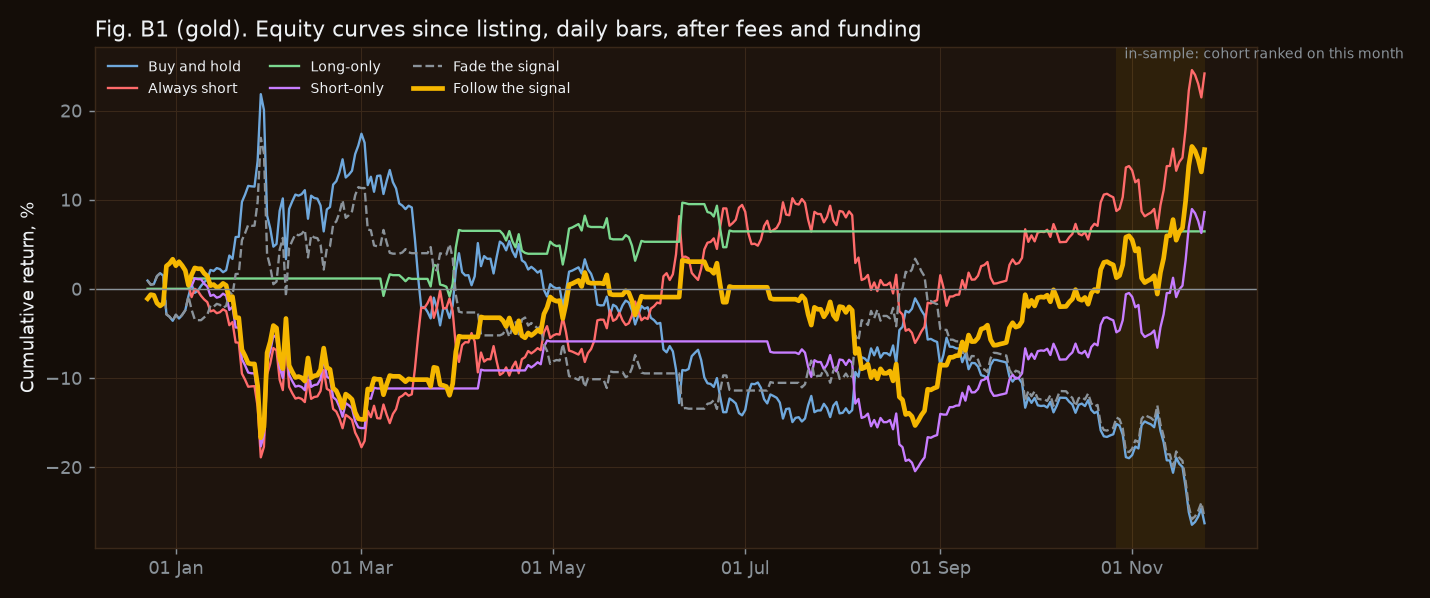 Fig. B1 (gold). Equity curves since listing, daily bars, after fees and funding
in-sample: cohort ranked on this month
Buy and hold
Always short
Long-only
Short-only
Fade the signal
Follow the signal
Cumulative return, %
20
10
0
−10
−20
01 Jan
01 Mar
01 May
01 Jul
01 Sep
01 Nov